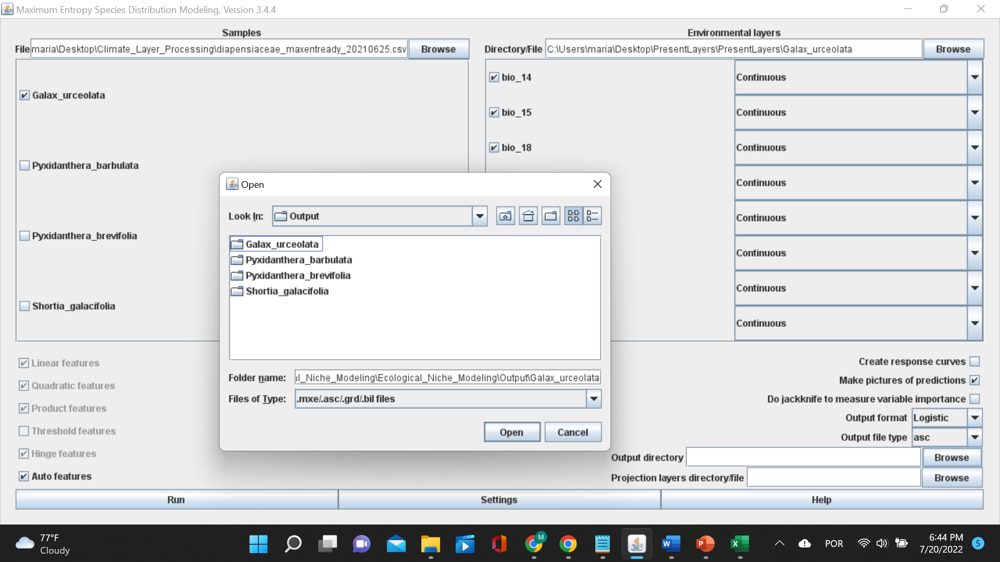 Maximum Entropy Species Distribution Modeling, Version 3.4.4
Samples
File maria\Desktop\Climate_Layer_Processing\diapensiaceae_maxentready_20210625.csv Browse
Galax_urceolata
Pyxidanthera_barbulata
Pyxidanthera_brevifolia
Shortia_galacifolia
Environmental layers
Directory/File C:\Users\maria\Desktop\PresentLayers\PresentLayers\Galax_urceolata Browse
bio_14 Continuous
bio_15 Continuous
bio_18 Continuous
Continuous
Continuous
Continuous
Continuous
Continuous
Open
Look In: Output
Galax_urceolata
Pyxidanthera_barbulata
Pyxidanthera_brevifolia
Shortia_galacifolia
Folder name: l_Niche_Modeling\Ecological_Niche_Modeling\Output\Galax_urceolata
Files of Type: .mxe/.asc/.grd/.bil files
Open Cancel
Linear features
Quadratic features
Product features
Threshold features
Hinge features
Auto features
Create response curves
Make pictures of predictions
Do jackknife to measure variable importance
Output format Logistic
Output file type asc
Output directory Browse
Projection layers directory/file Browse
Run Settings Help
77°F
Cloudy
M
W
P
X
POR
6:44 PM
7/20/2022
5